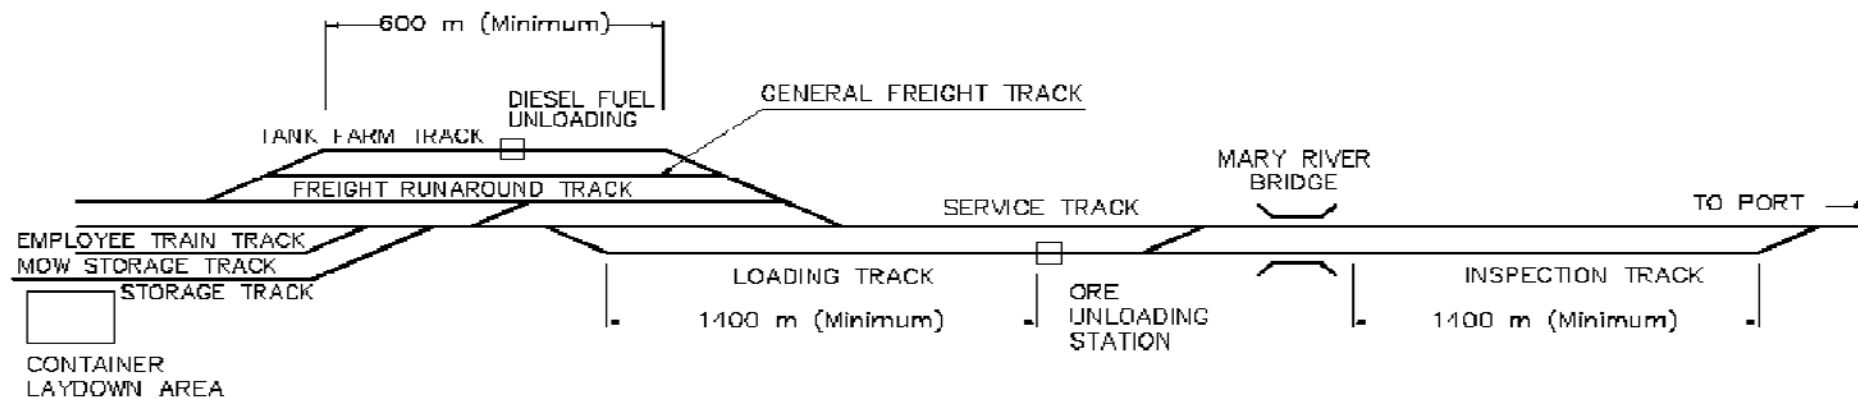 600 m (Minimum)
DIESEL FUEL
UNLOADING
GENERAL FREIGHT TRACK
TANK FARM TRACK
MARY RIVER
BRIDGE
FREIGHT RUNAROUND TRACK
SERVICE TRACK
TO PORT
EMPLOYEE TRAIN TRACK
MOW STORAGE TRACK
STORAGE TRACK
LOADING TRACK
INSPECTION TRACK
ORE
UNLOADING
STATION
1400 m (Minimum)
1400 m (Minimum)
CONTAINER
LAYDOWN AREA